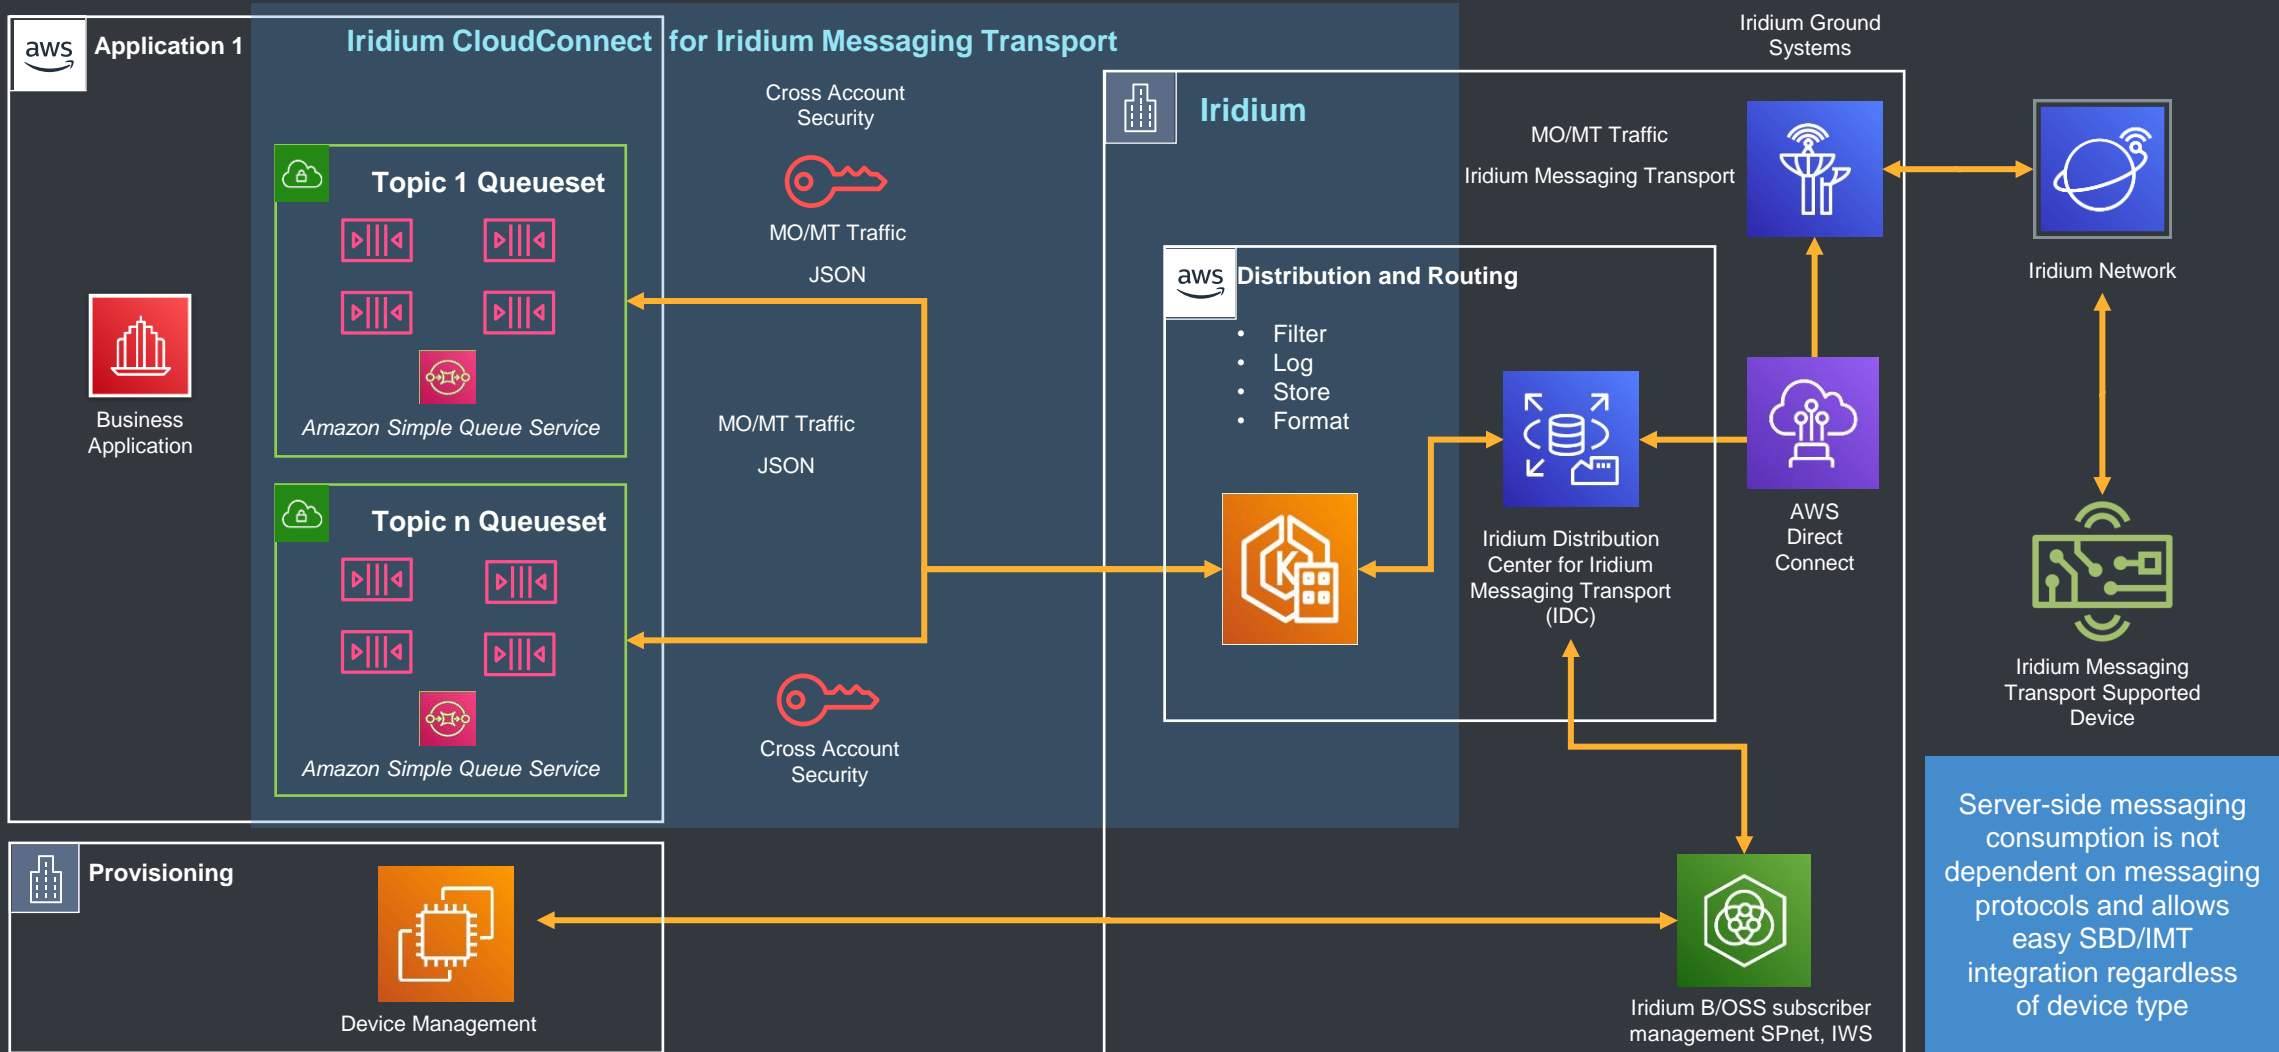 aws
Application 1
Iridium CloudConnect for Iridium Messaging Transport
Cross Account
Security
MO/MT Traffic
JSON
Topic 1 Queueset
Amazon Simple Queue Service
Business
Application
MO/MT Traffic
JSON
Topic n Queueset
Amazon Simple Queue Service
Cross Account
Security
Iridium
Iridium Ground
Systems
MO/MT Traffic
Iridium Messaging Transport
aws
Distribution and Routing
• Filter
• Log
• Store
• Format
K
Iridium Distribution
Center for Iridium
Messaging Transport
(IDC)
AWS
Direct
Connect
Iridium Network
Iridium Messaging
Transport Supported
Device
Provisioning
Device Management
Iridium B/OSS subscriber
management SPnet, IWS
Server-side messaging
consumption is not
dependent on messaging
protocols and allows
easy SBD/IMT
integration regardless
of device type